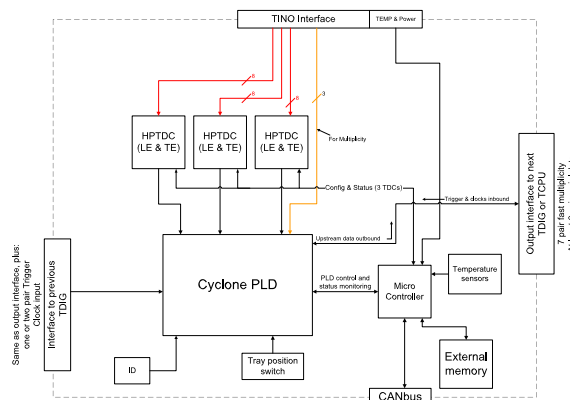 TINO Interface
TEMP & Power
8
8
8
3
HPTDC
(LE & TE)
HPTDC
(LE & TE)
HPTDC
(LE & TE)
For Multiplicity
Config & Status (3 TDCs)
Trigger & clocks inbound
Output interface to next
TDIG or TCPU
7 pair fast multiplicity
Upstream data outbound
Same as output interface, plus:
one or two pair Trigger
Clock input
Interface to previous
TDIG
Cyclone PLD
PLD control and
status monitoring
Micro
Controller
Temperature
sensors
ID
Tray position
switch
External
memory
CANbus